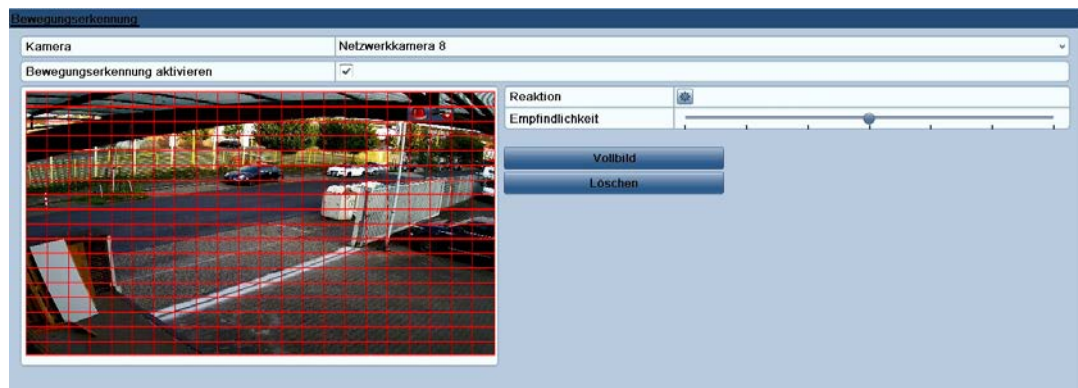 Bewegungserkennung
Kamera Netzwerkkamera 8
Bewegungserkennung aktivieren
Reaktion
Empfindlichkeit
Vollbild
Löschen